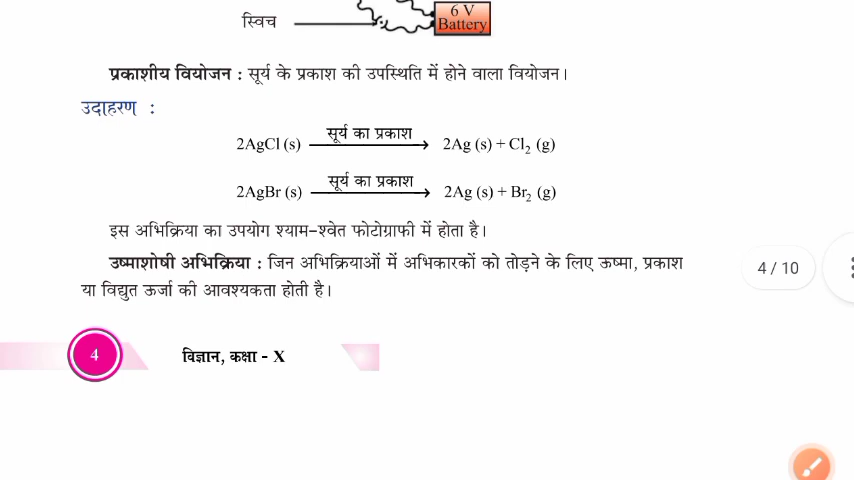 स्विच
6 V
Battery
प्रकाशीय वियोजन : सूर्य के प्रकाश की उपस्थिति में होने वाला वियोजन।
उदाहरण :
2AgCl (s) सूर्य का प्रकाश 2Ag (s) + Cl₂ (g)
2AgBr (s) सूर्य का प्रकाश 2Ag (s) + Br₂ (g)
इस अभिक्रिया का उपयोग श्याम-श्वेत फोटोग्राफी में होता है।
उष्माशोषी अभिक्रिया : जिन अभिक्रियाओं में अभिकारकों को तोड़ने के लिए ऊष्मा, प्रकाश
या विद्युत ऊर्जा की आवश्यकता होती है।
4 / 10
4 विज्ञान, कक्षा - X